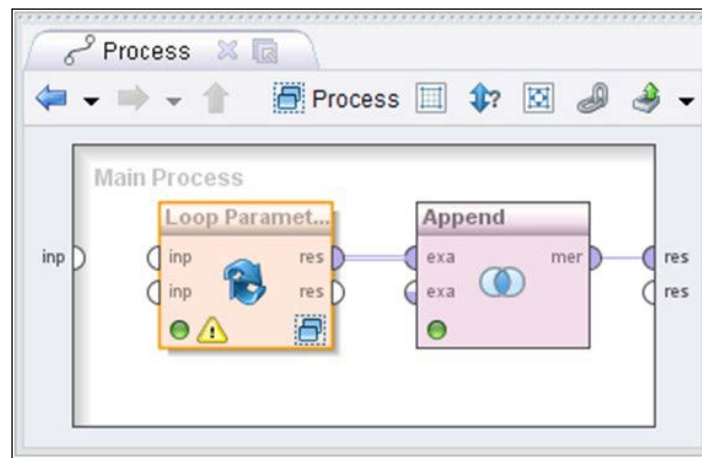 Process
Process
Main Process
Loop Paramet...
Append
inp
inp
res
exa
mer
res
inp
res
exa
res